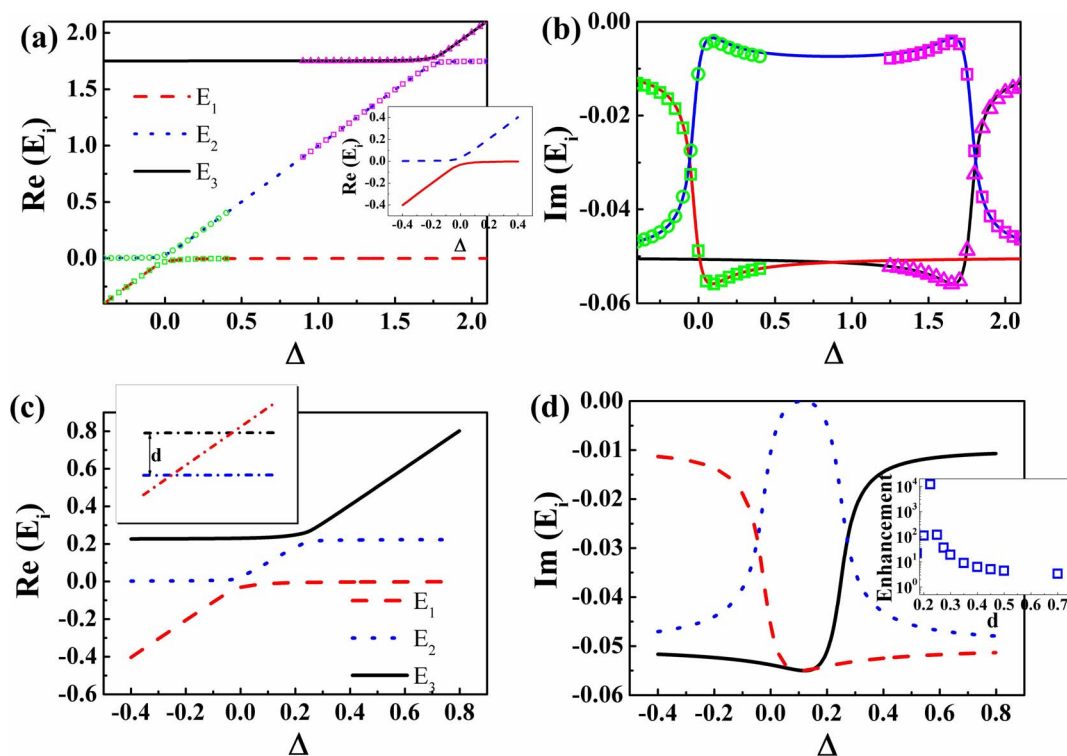 (a)
2.0
1.5
1.0
0.5
0.0
Re (E_i)
E_1
E_2
E_3
0.0 0.5 1.0 1.5 2.0
Δ
0.4
0.2
0.0
-0.2
-0.4
Re (E_i)
-0.4 -0.2 0.0 0.2 0.4
Δ
(b)
-0.00
-0.02
-0.04
-0.06
Im (E_i)
0.0 0.5 1.0 1.5 2.0
Δ
(c)
0.8
0.6
0.4
0.2
0.0
-0.2
-0.4
-0.6
Re (E_i)
d
E_1
E_2
E_3
-0.4 -0.2 0.0 0.2 0.4 0.6 0.8
Δ
(d)
0.00
-0.01
-0.02
-0.03
-0.04
-0.05
-0.06
Im (E_i)
-0.4 -0.2 0.0 0.2 0.4 0.6 0.8
Δ
Enhancement
10^4
10^3
10^2
10^1
10^0
0.2 0.3 0.4 0.5 0.6 0.7
d